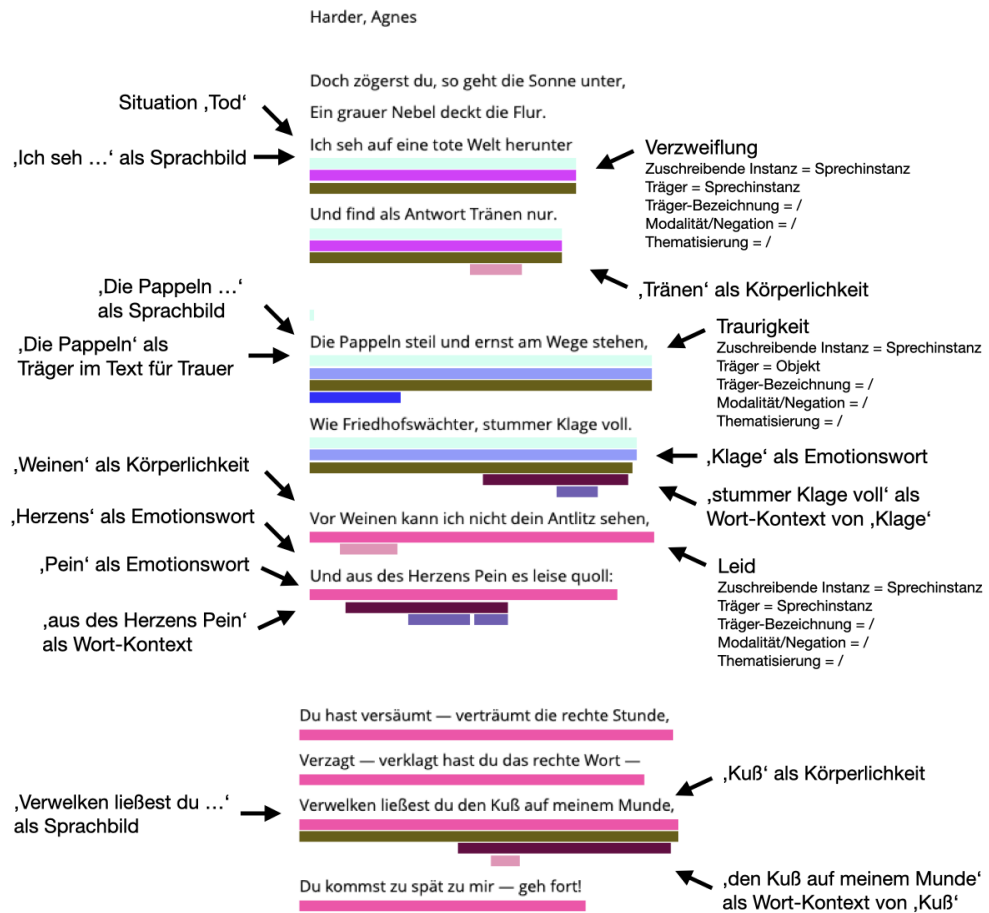 Harder, Agnes
Doch zögerst du, so geht die Sonne unter,
Situation ‚Tod‘
Ein grauer Nebel deckt die Flur.
Ich seh auf eine tote Welt herunter
‚Ich seh …‘ als Sprachbild
Verzweiflung
Zuschreibende Instanz = Sprechinstanz
Träger = Sprechinstanz
Träger-Bezeichnung = /
Modalität/Negation = /
Thematisierung = /
Und find als Antwort Tränen nur.
‚Tränen‘ als Körperlichkeit
‚Die Pappeln …‘
als Sprachbild
‚Die Pappeln‘ als
Träger im Text für Trauer
Die Pappeln steil und ernst am Wege stehen,
Traurigkeit
Zuschreibende Instanz = Sprechinstanz
Träger = Objekt
Träger-Bezeichnung = /
Modalität/Negation = /
Thematisierung = /
Wie Friedhofswächter, stummer Klage voll.
‚Klage‘ als Emotionswort
‚stummer Klage voll‘ als
Wort-Kontext von ‚Klage‘
‚Weinen‘ als Körperlichkeit
Vor Weinen kann ich nicht dein Antlitz sehen,
‚Herzens‘ als Emotionswort
‚Pein‘ als Emotionswort
Und aus des Herzens Pein es leise quoll:
‚aus des Herzens Pein‘
als Wort-Kontext
Leid
Zuschreibende Instanz = Sprechinstanz
Träger = Sprechinstanz
Träger-Bezeichnung = /
Modalität/Negation = /
Thematisierung = /
Du hast versäumt — verträumt die rechte Stunde,
Verzagt — verklagt hast du das rechte Wort —
‚Kuß‘ als Körperlichkeit
‚Verwelken ließest du …‘
als Sprachbild
Verwelken ließest du den Kuß auf meinem Munde,
‚den Kuß auf meinem Munde‘
als Wort-Kontext von ‚Kuß‘
Du kommst zu spät zu mir — geh fort!